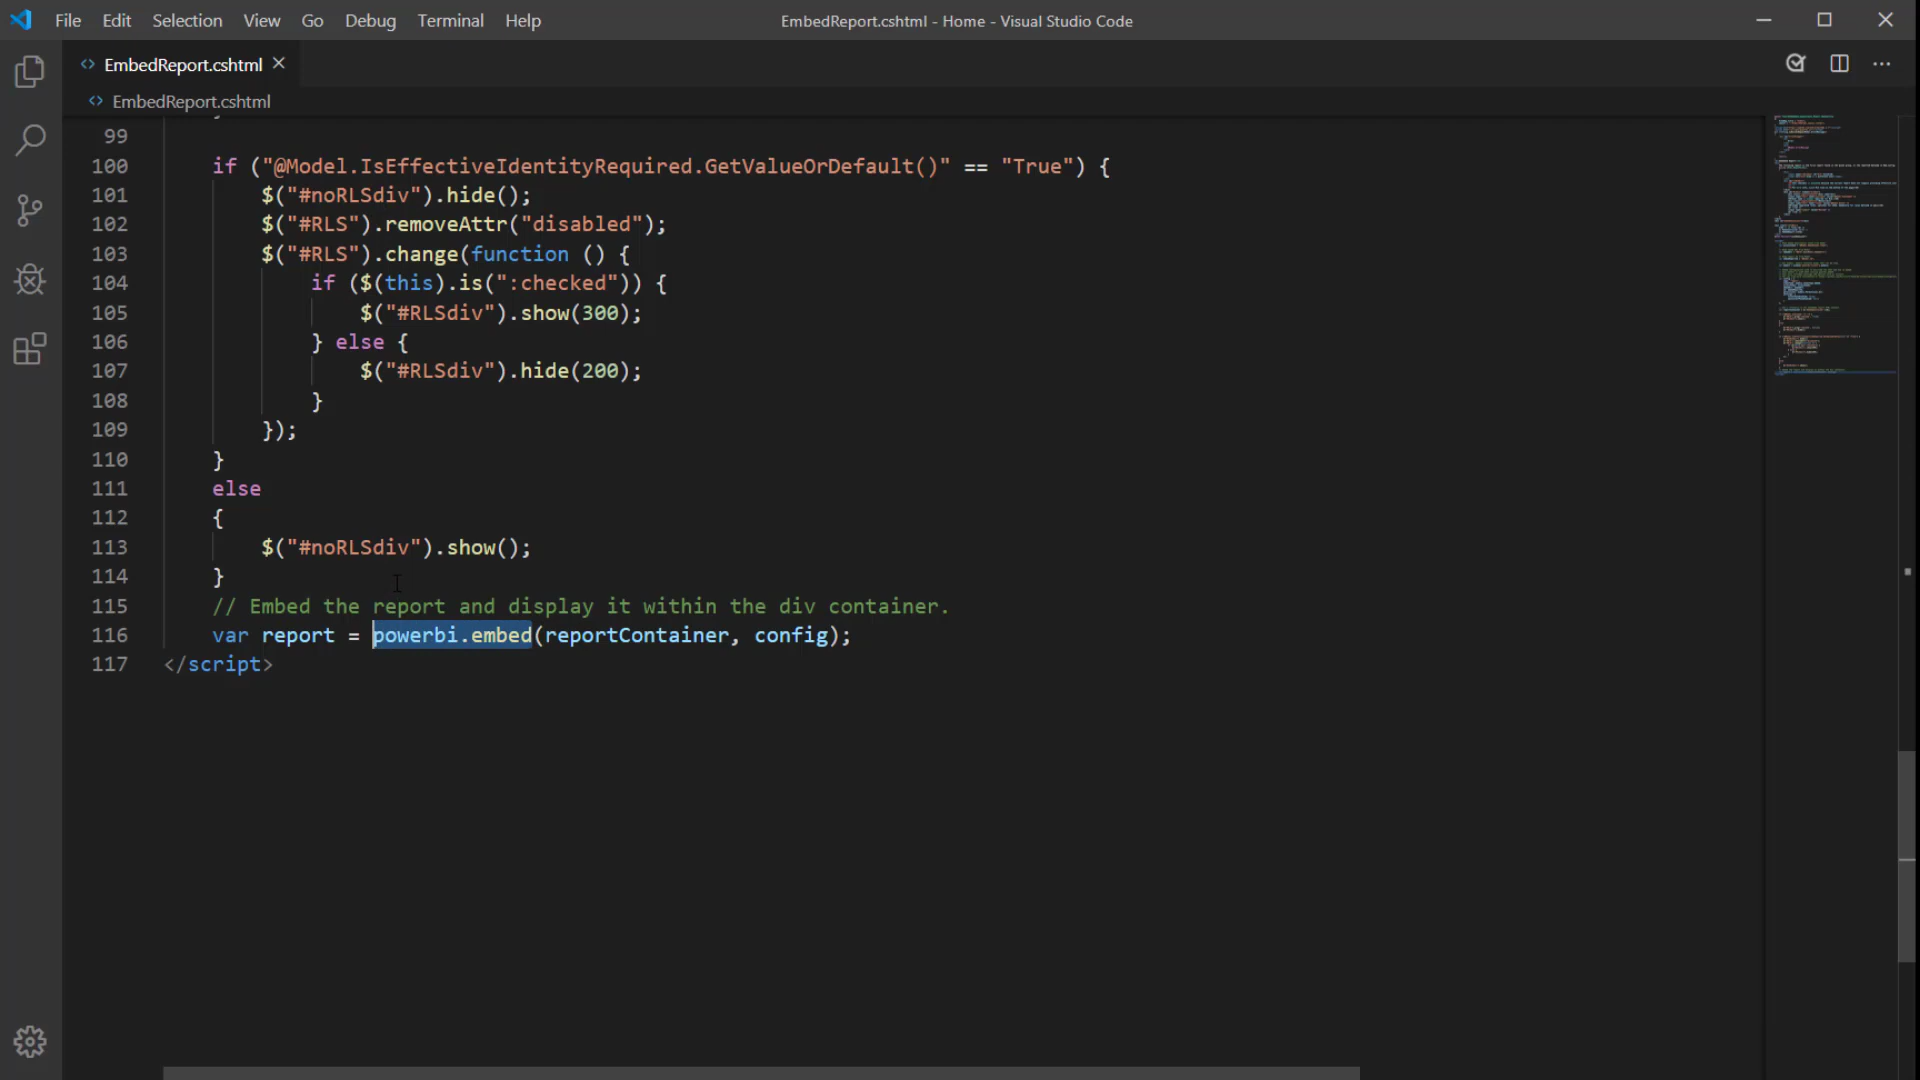 File Edit Selection View Go Debug Terminal Help EmbedReport.cshtml - Home - Visual Studio Code
EmbedReport.cshtml
EmbedReport.cshtml
99
100 if ("@Model.IsEffectiveIdentityRequired.GetValueOrDefault()" == "True") {
101 $("#noRLSdiv").hide();
102 $("#RLS").removeAttr("disabled");
103 $("#RLS").change(function () {
104 if ($(this).is(":checked")) {
105 $("#RLSdiv").show(300);
106 } else {
107 $("#RLSdiv").hide(200);
108 }
109 });
110 }
111 else
112 {
113 $("#noRLSdiv").show();
114 }
115 // Embed the report and display it within the div container.
116 var report = powerbi.embed(reportContainer, config);
117 </script>